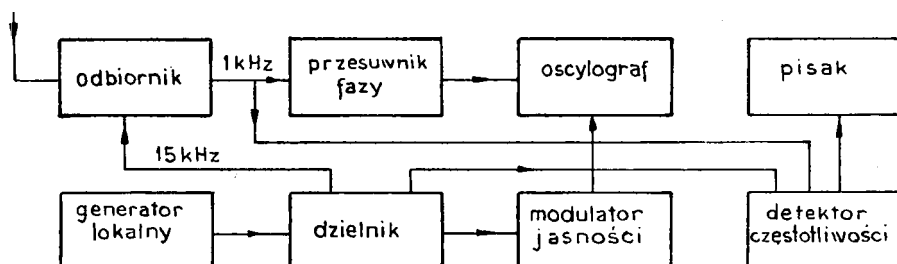 odbiornik
1kHz
przesuwnik
fazy
oscylograf
pisak
15kHz
generator
lokalny
dzielnik
modulator
jasności
detektor
częstotliwości